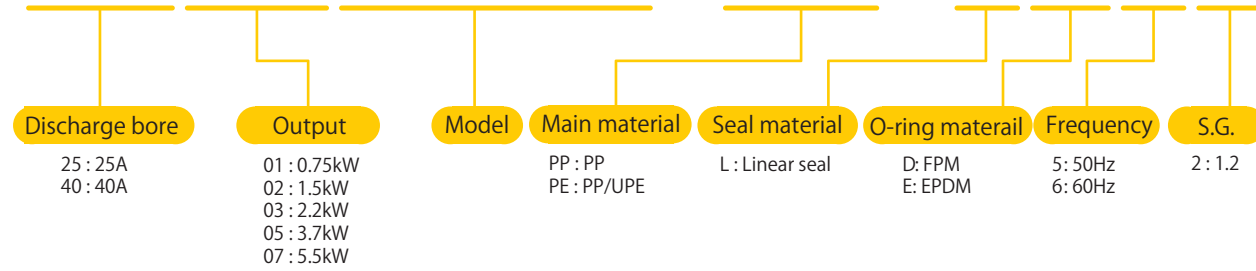 Discharge bore
25 : 25A
40 : 40A
Output
01 : 0.75kW
02 : 1.5kW
03 : 2.2kW
05 : 3.7kW
07 : 5.5kW
Model
Main material
PP : PP
PE : PP/UPE
Seal material
L : Linear seal
O-ring materail
D: FPM
E: EPDM
Frequency
5: 50Hz
6: 60Hz
S.G.
2 : 1.2